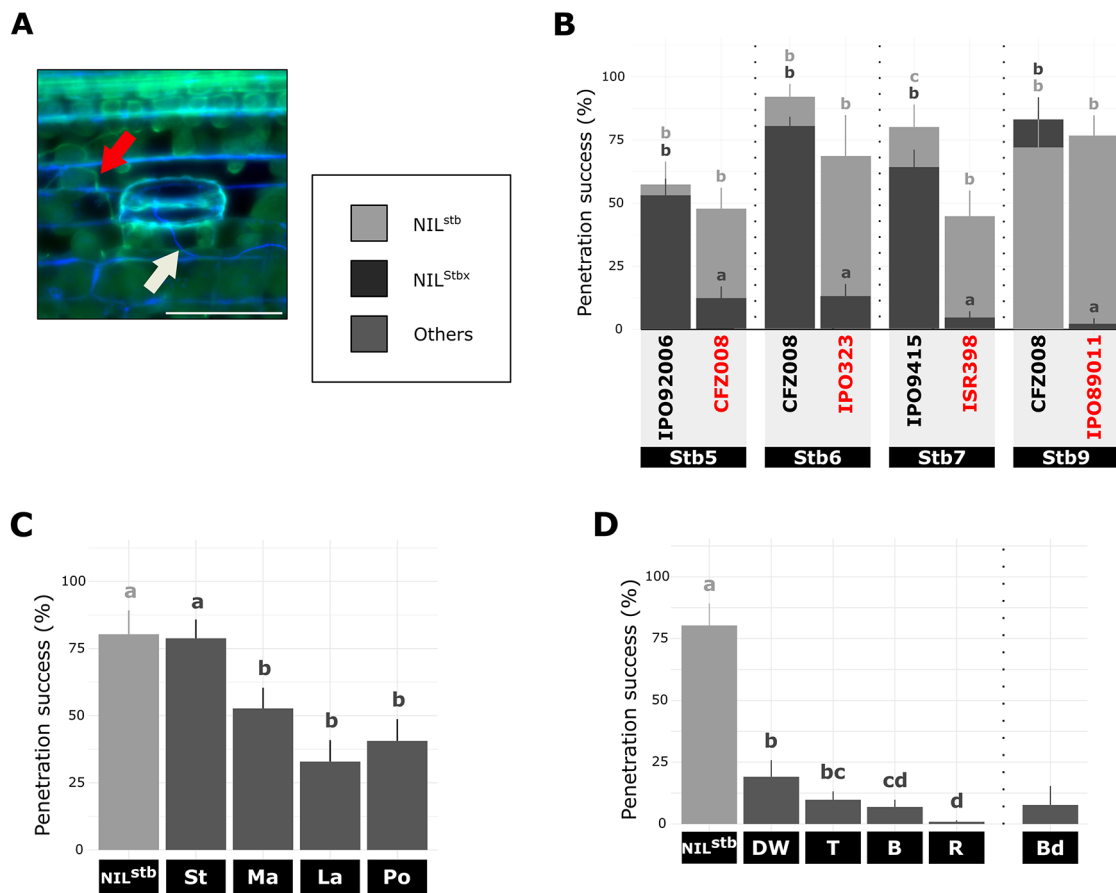 A
B
NIL^stb
NIL^Stbx
Others
Penetration success (%)
100
75
50
25
0
b
b
b
a
b
b
b
a
c
b
b
a
b
b
b
a
IPO92006
CFZ008
CFZ008
IPO323
IPO9415
ISR398
CFZ008
IPO89011
Stb5
Stb6
Stb7
Stb9
C
Penetration success (%)
100
75
50
25
0
a
a
b
b
b
NIL^stb
St
Ma
La
Po
D
Penetration success (%)
100
75
50
25
0
a
b
bc
cd
d
NIL^stb
DW
T
B
R
Bd